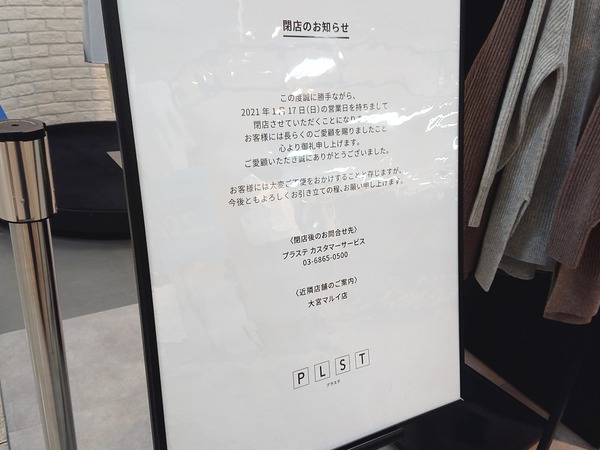 閉店のお知らせ
この度誠に勝手ながら、
2021年1月17日(日)の営業日を持ちまして
閉店させていただくことになり
お客様には長らくのご愛顧を賜りましたこと
心より御礼申し上げます。
ご愛顧いただき誠にありがとうございました。
お客様には大変ご不便をおかけすることと存じますが、
今後ともよろしくお引き立ての程、お願い申し上げます。
〈閉店後のお問合せ先〉
プラステ カスタマーサービス
03-6865-0500
〈近隣店舗のご案内〉
大宮マルイ店
PLST
プラステ